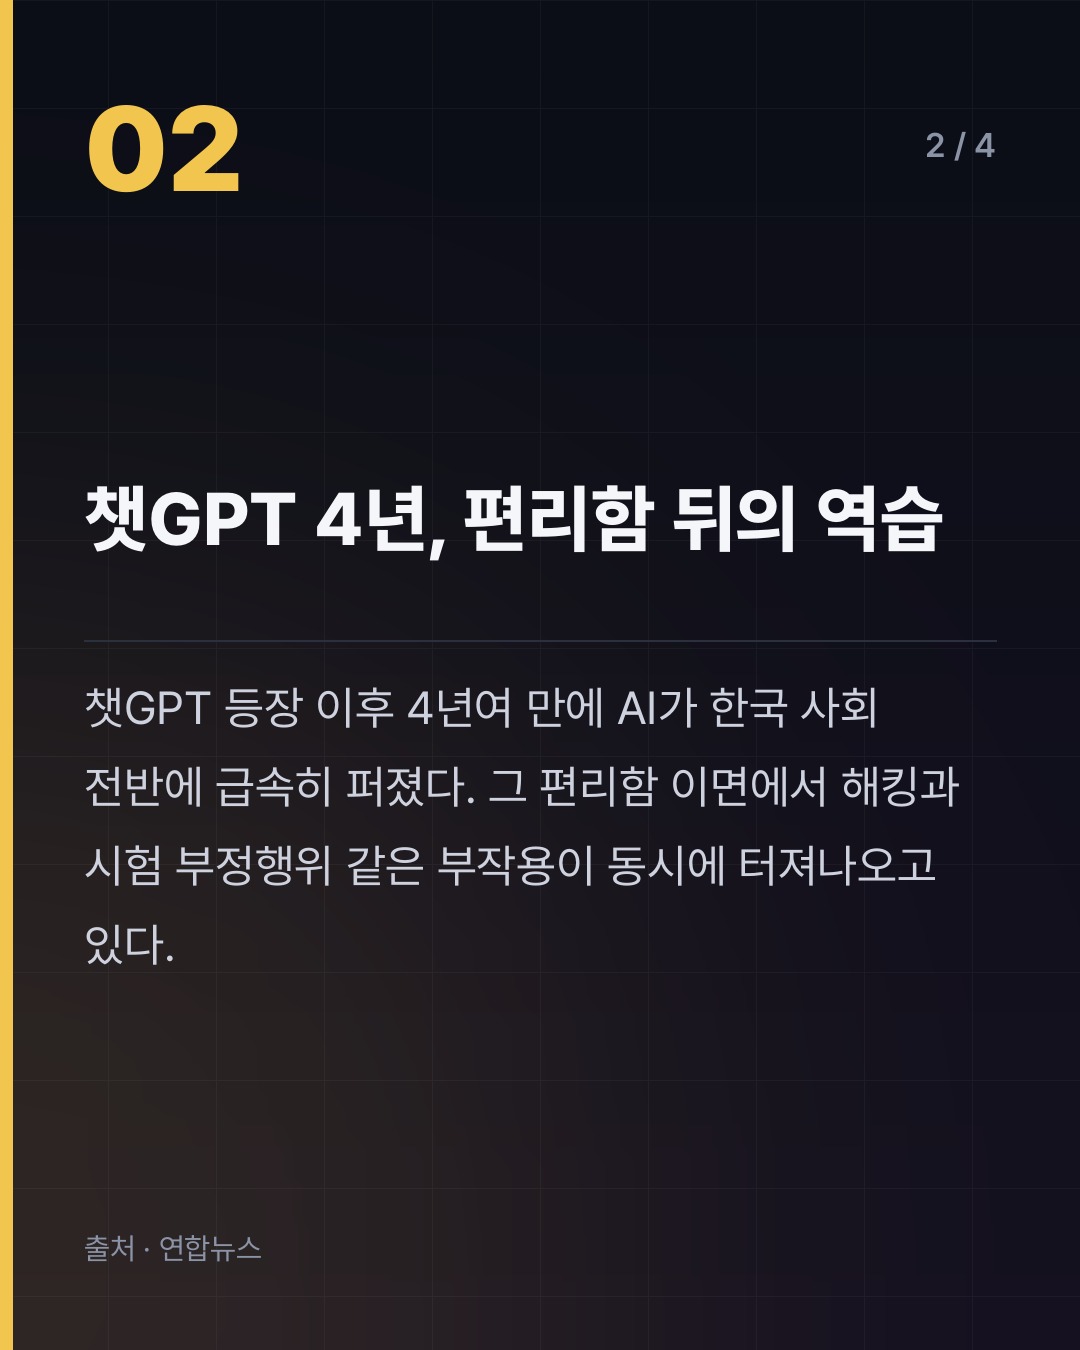 02
2 / 4
챗GPT 4년, 편리함 뒤의 역습
챗GPT 등장 이후 4년여 만에 AI가 한국 사회
전반에 급속히 퍼졌다. 그 편리함 이면에서 해킹과
시험 부정행위 같은 부작용이 동시에 터져나오고
있다.
출처 · 연합뉴스